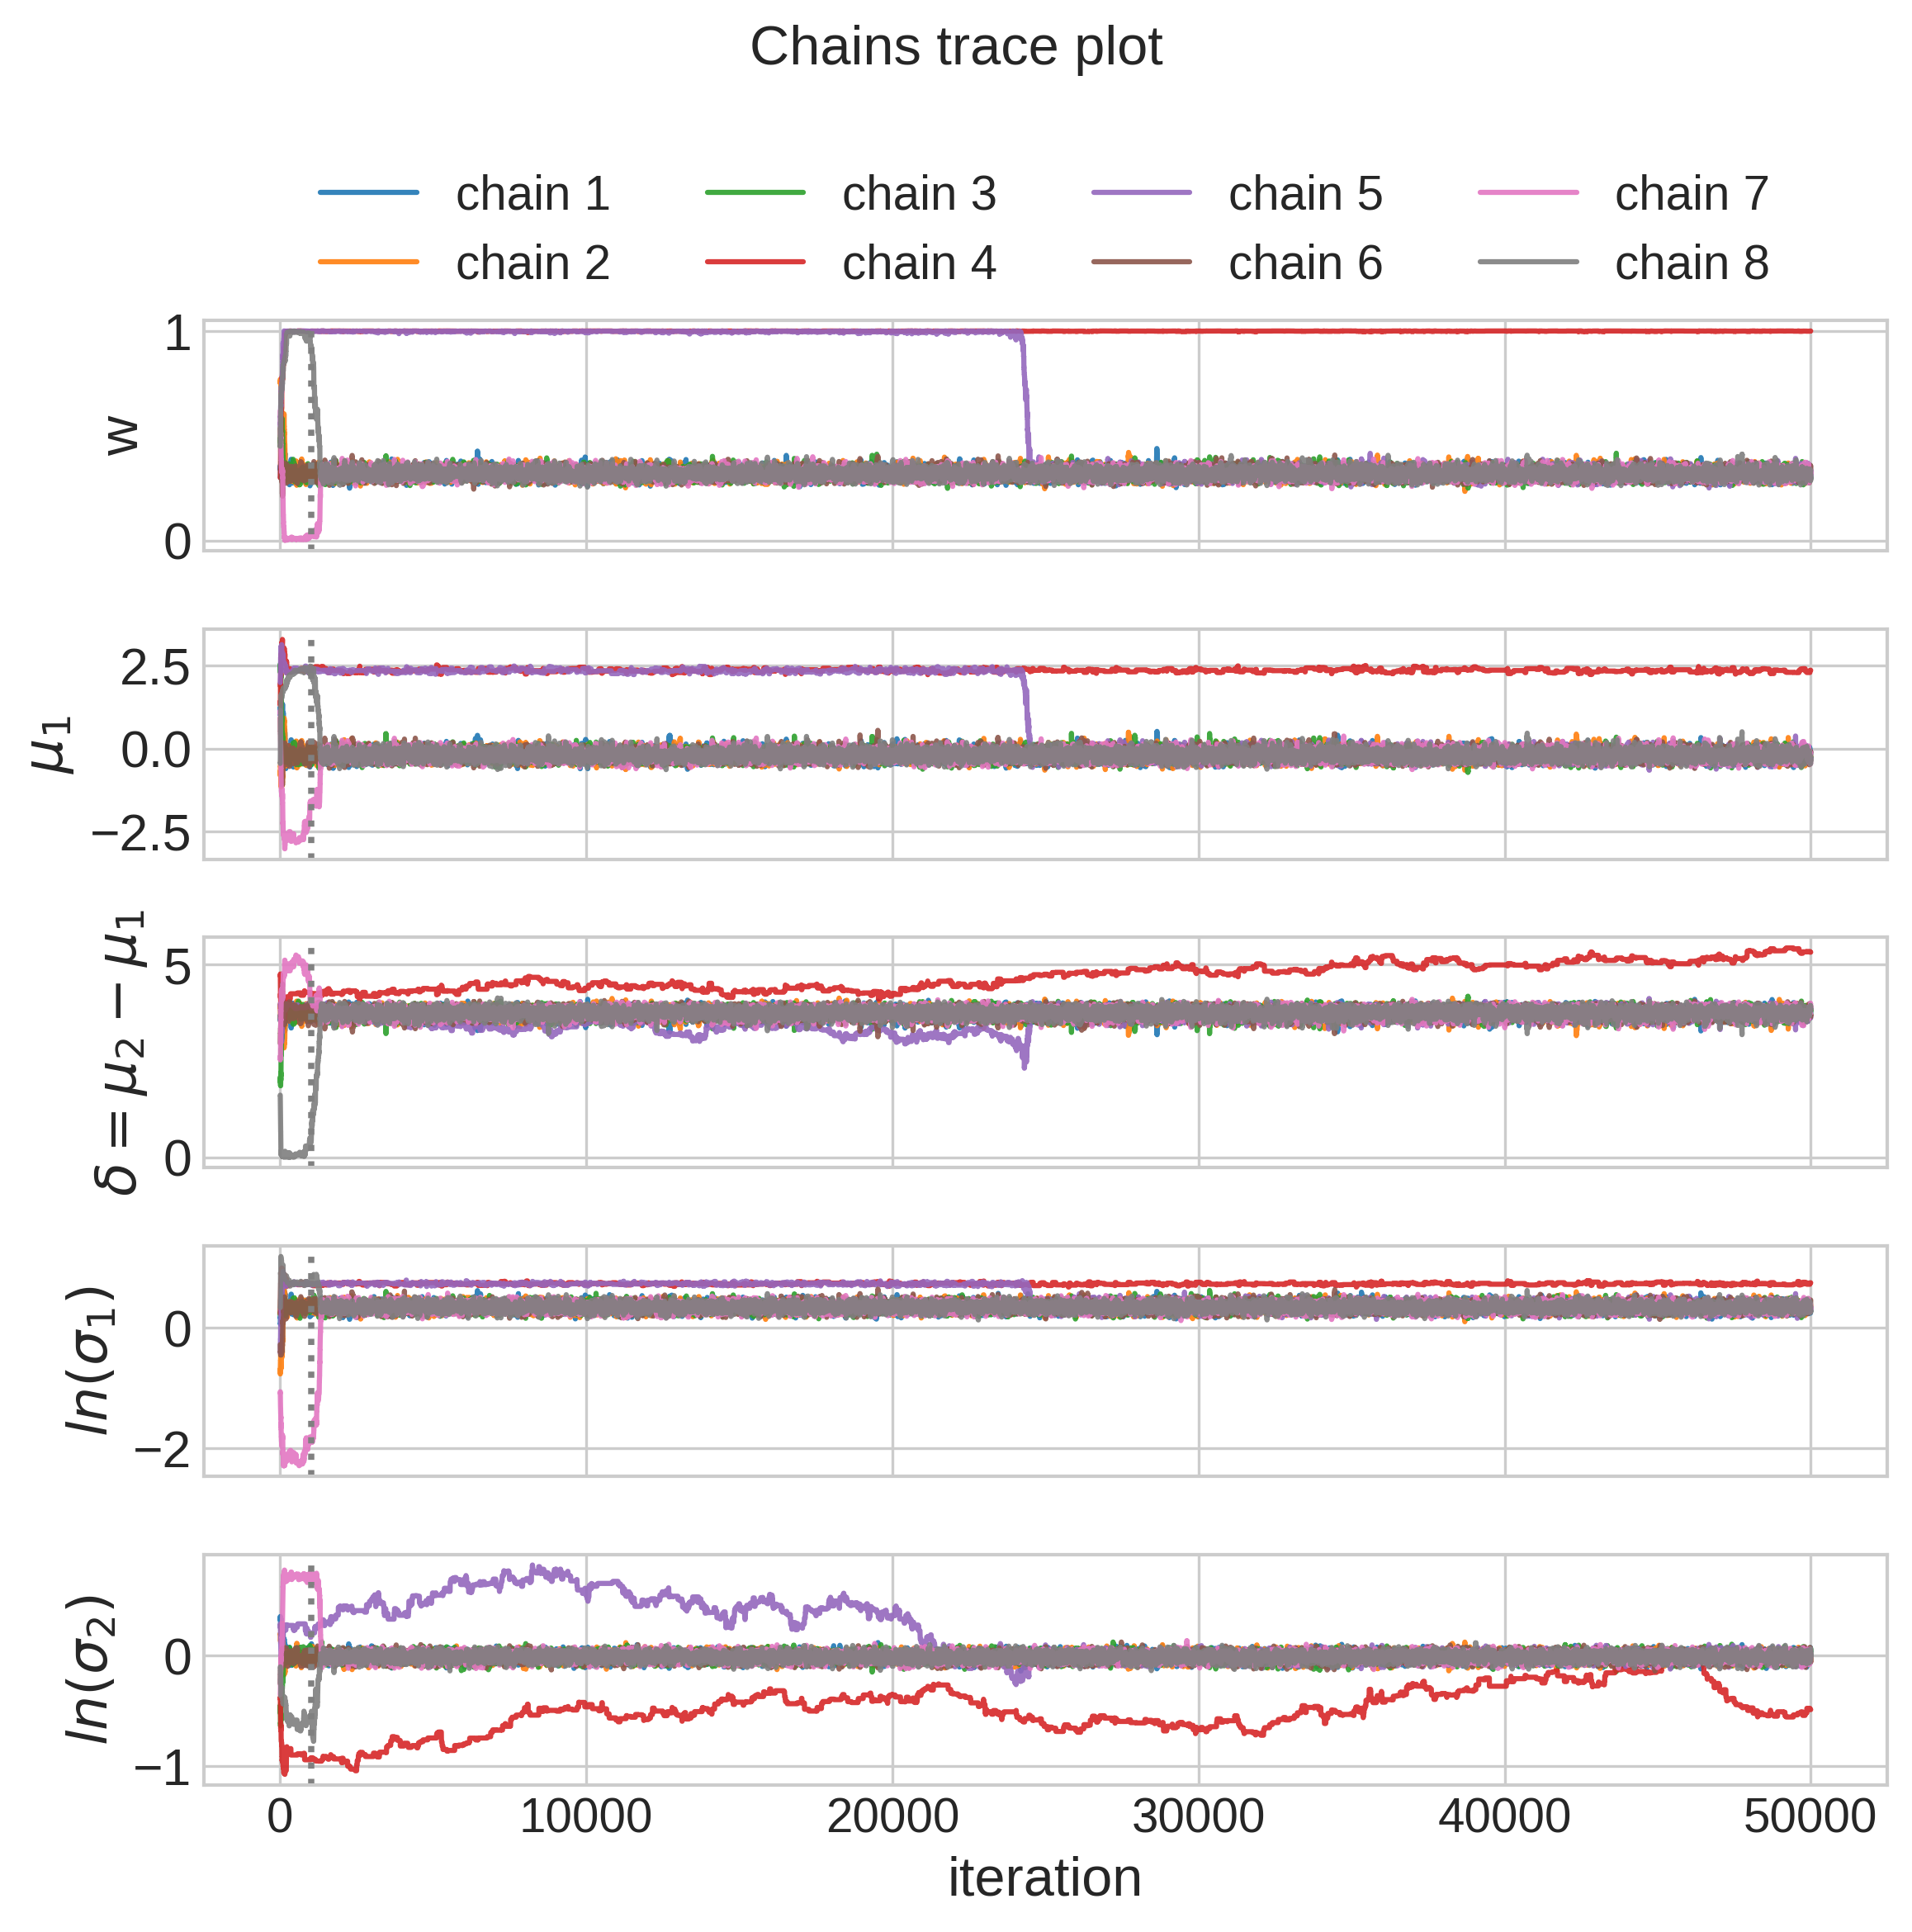 Chains trace plot
chain 1 chain 3 chain 5 chain 7
chain 2 chain 4 chain 6 chain 8
1
w
0
2.5
μ₁
0.0
−2.5
5
δ = μ₂ − μ₁
0
0
ln(σ₁)
−2
0
ln(σ₂)
−1
0 10000 20000 30000 40000 50000
iteration